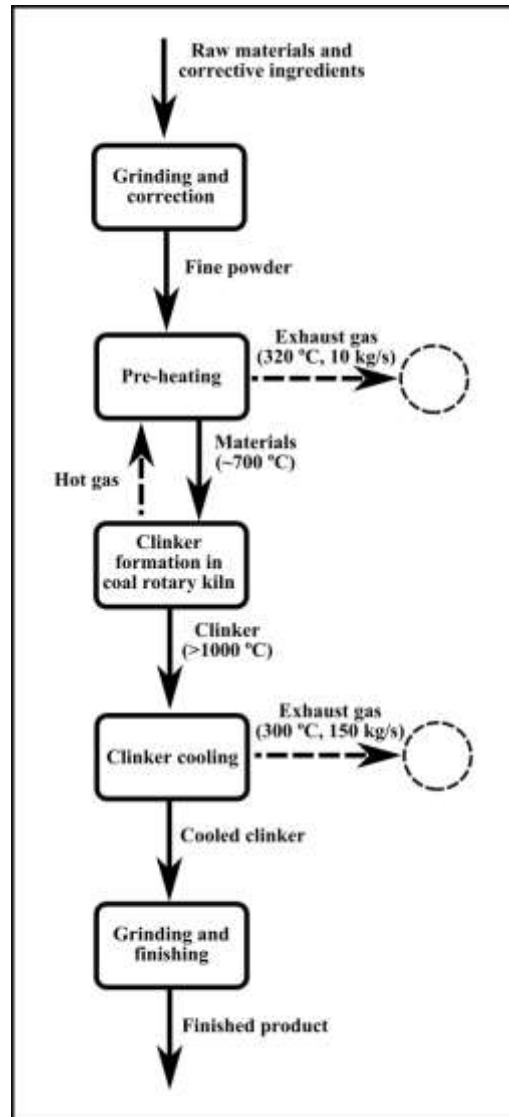 Raw materials and
corrective ingredients
Grinding and
correction
Fine powder
Exhaust gas
(320 ºC, 10 kg/s)
Pre-heating
Materials
(~700 ºC)
Hot gas
Clinker
formation in
coal rotary kiln
Clinker
(>1000 ºC)
Exhaust gas
(300 ºC, 150 kg/s)
Clinker cooling
Cooled clinker
Grinding and
finishing
Finished product